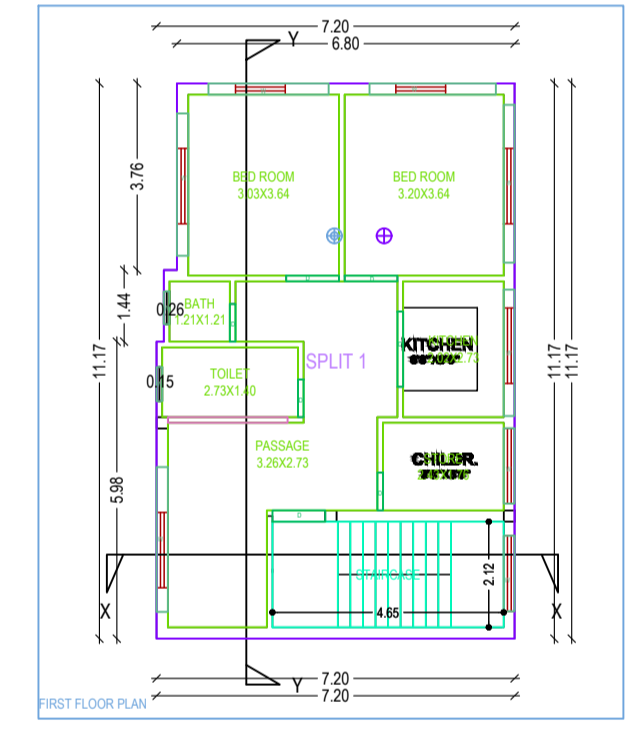 7.20
Y
6.80
3.76
BED ROOM
3.03X3.64
BED ROOM
3.20X3.64
1.44
0.26
BATH
1.21X1.21
KITCHEN
11.17
11.17
11.17
SPLIT 1
0.15
TOILET
2.73X1.40
PASSAGE
3.26X2.73
CHILDR.
5.98
STAIRCASE
2.12
X
4.65
X
7.20
Y
7.20
FIRST FLOOR PLAN